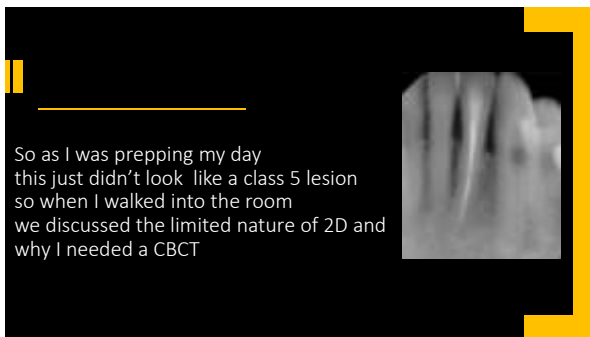 So as I was prepping my day
this just didn’t look  like a class 5 lesion
so when I walked into the room
we discussed the limited nature of 2D and
why I needed a CBCT